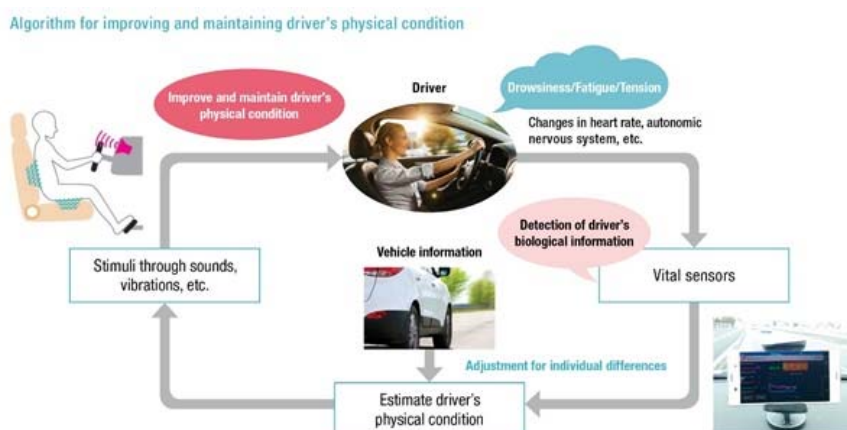 Algorithm for improving and maintaining driver's physical condition
Improve and maintain driver's
physical condition
Driver
Drowsiness/Fatigue/Tension
Changes in heart rate, autonomic
nervous system, etc.
Detection of driver's
biological information
Vehicle information
Stimuli through sounds,
vibrations, etc.
Vital sensors
Adjustment for individual differences
Estimate driver's
physical condition